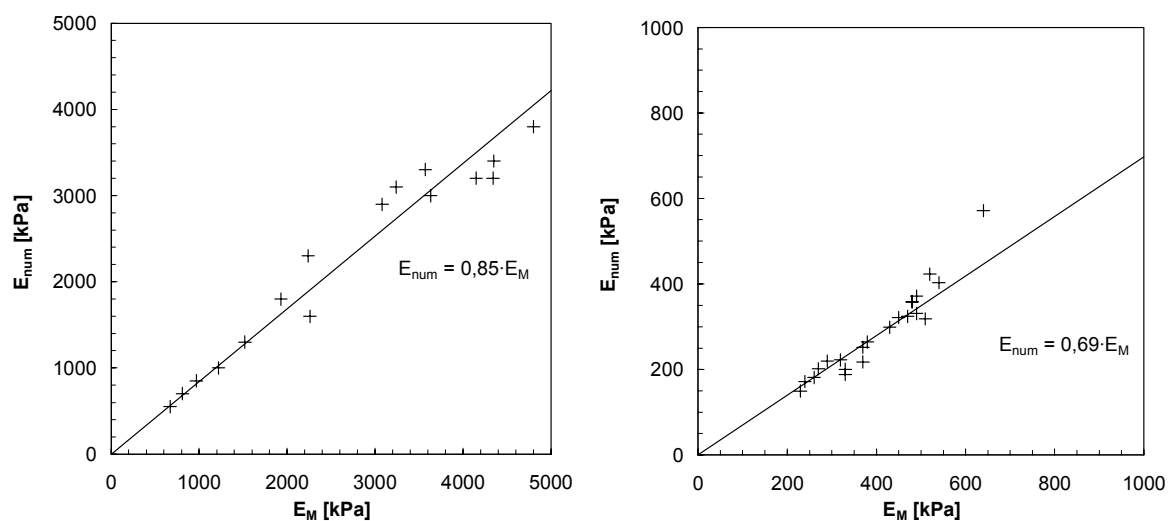 5000
4000
3000
2000
1000
0
E_num [kPa]
E_num = 0,85·E_M
0 1000 2000 3000 4000 5000
E_M [kPa]
1000
800
600
400
200
0
E_num [kPa]
E_num = 0,69·E_M
0 200 400 600 800 1000
E_M [kPa]